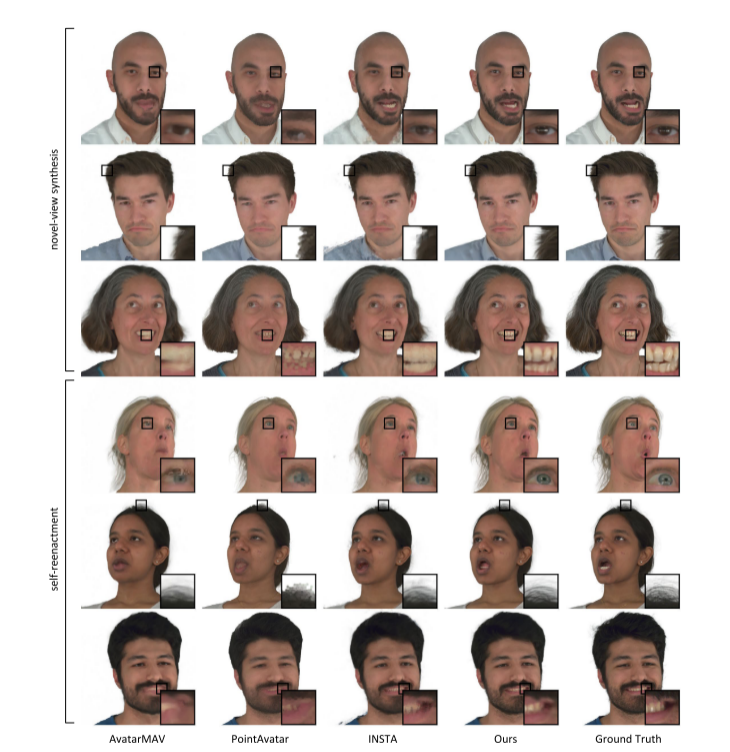 novel-view synthesis
self-reenactment
AvatarMAV
PointAvatar
INSTA
Ours
Ground Truth